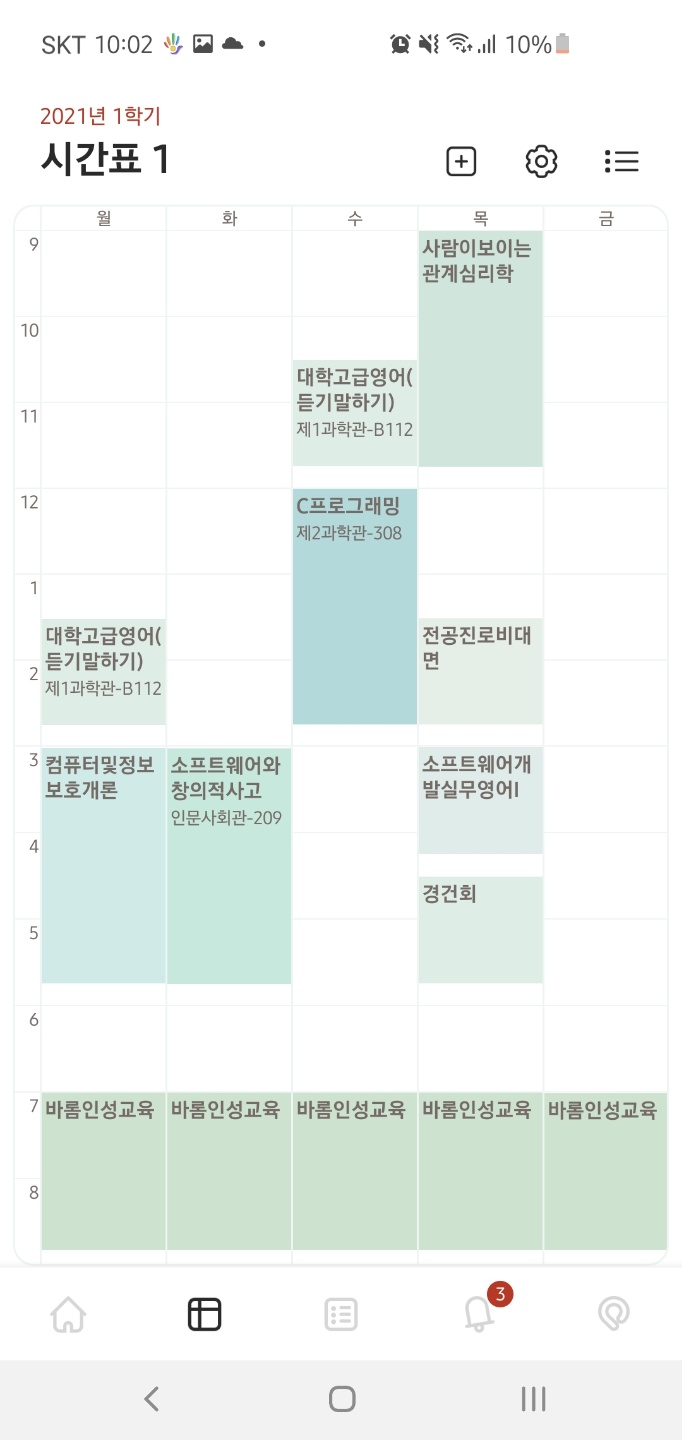 SKT 10:02 10%
2021년 1학기
시간표 1
월 화 수 목 금
9
사람이보이는
관계심리학
10
대학고급영어(
듣기말하기)
제1과학관-B112
11
12
C프로그래밍
제2과학관-308
1
대학고급영어(
듣기말하기)
제1과학관-B112
전공진로비대
면
2
3
컴퓨터및정보
보호개론
소프트웨어와
창의적사고
인문사회관-209
소프트웨어개
발실무영어I
4
경건회
5
6
7
바롬인성교육 바롬인성교육 바롬인성교육 바롬인성교육 바롬인성교육
8
3